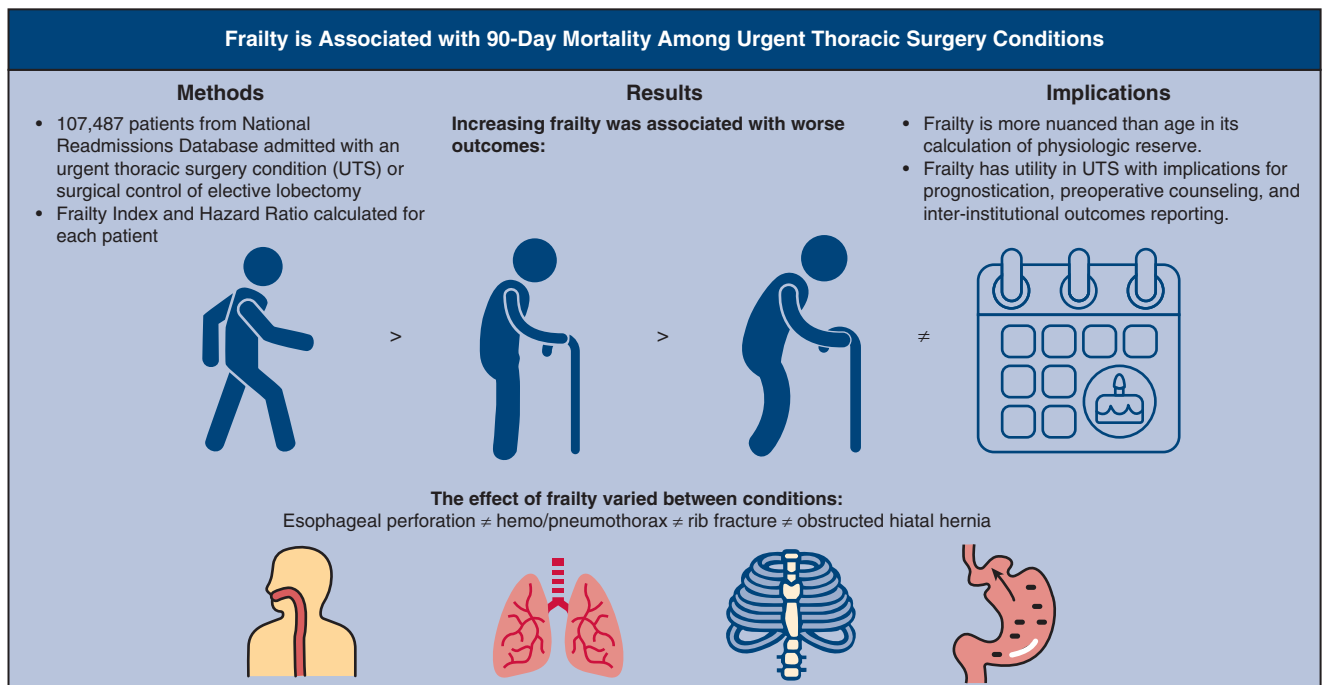 Frailty is Associated with 90-Day Mortality Among Urgent Thoracic Surgery Conditions
Methods
• 107,487 patients from National
Readmissions Database admitted with an
urgent thoracic surgery condition (UTS) or
surgical control of elective lobectomy
• Frailty Index and Hazard Ratio calculated for
each patient
Results
Increasing frailty was associated with worse
outcomes:
Implications
• Frailty is more nuanced than age in its
calculation of physiologic reserve.
• Frailty has utility in UTS with implications for
prognostication, preoperative counseling, and
inter-institutional outcomes reporting.
> > ≠
The effect of frailty varied between conditions:
Esophageal perforation ≠ hemo/pneumothorax ≠ rib fracture ≠ obstructed hiatal hernia